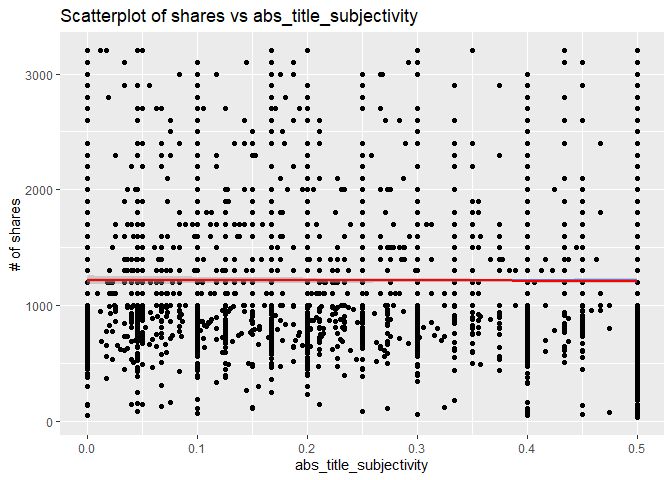 Scatterplot of shares vs abs_title_subjectivity
3000
2000
1000
0
# of shares
0.0 0.1 0.2 0.3 0.4 0.5
abs_title_subjectivity